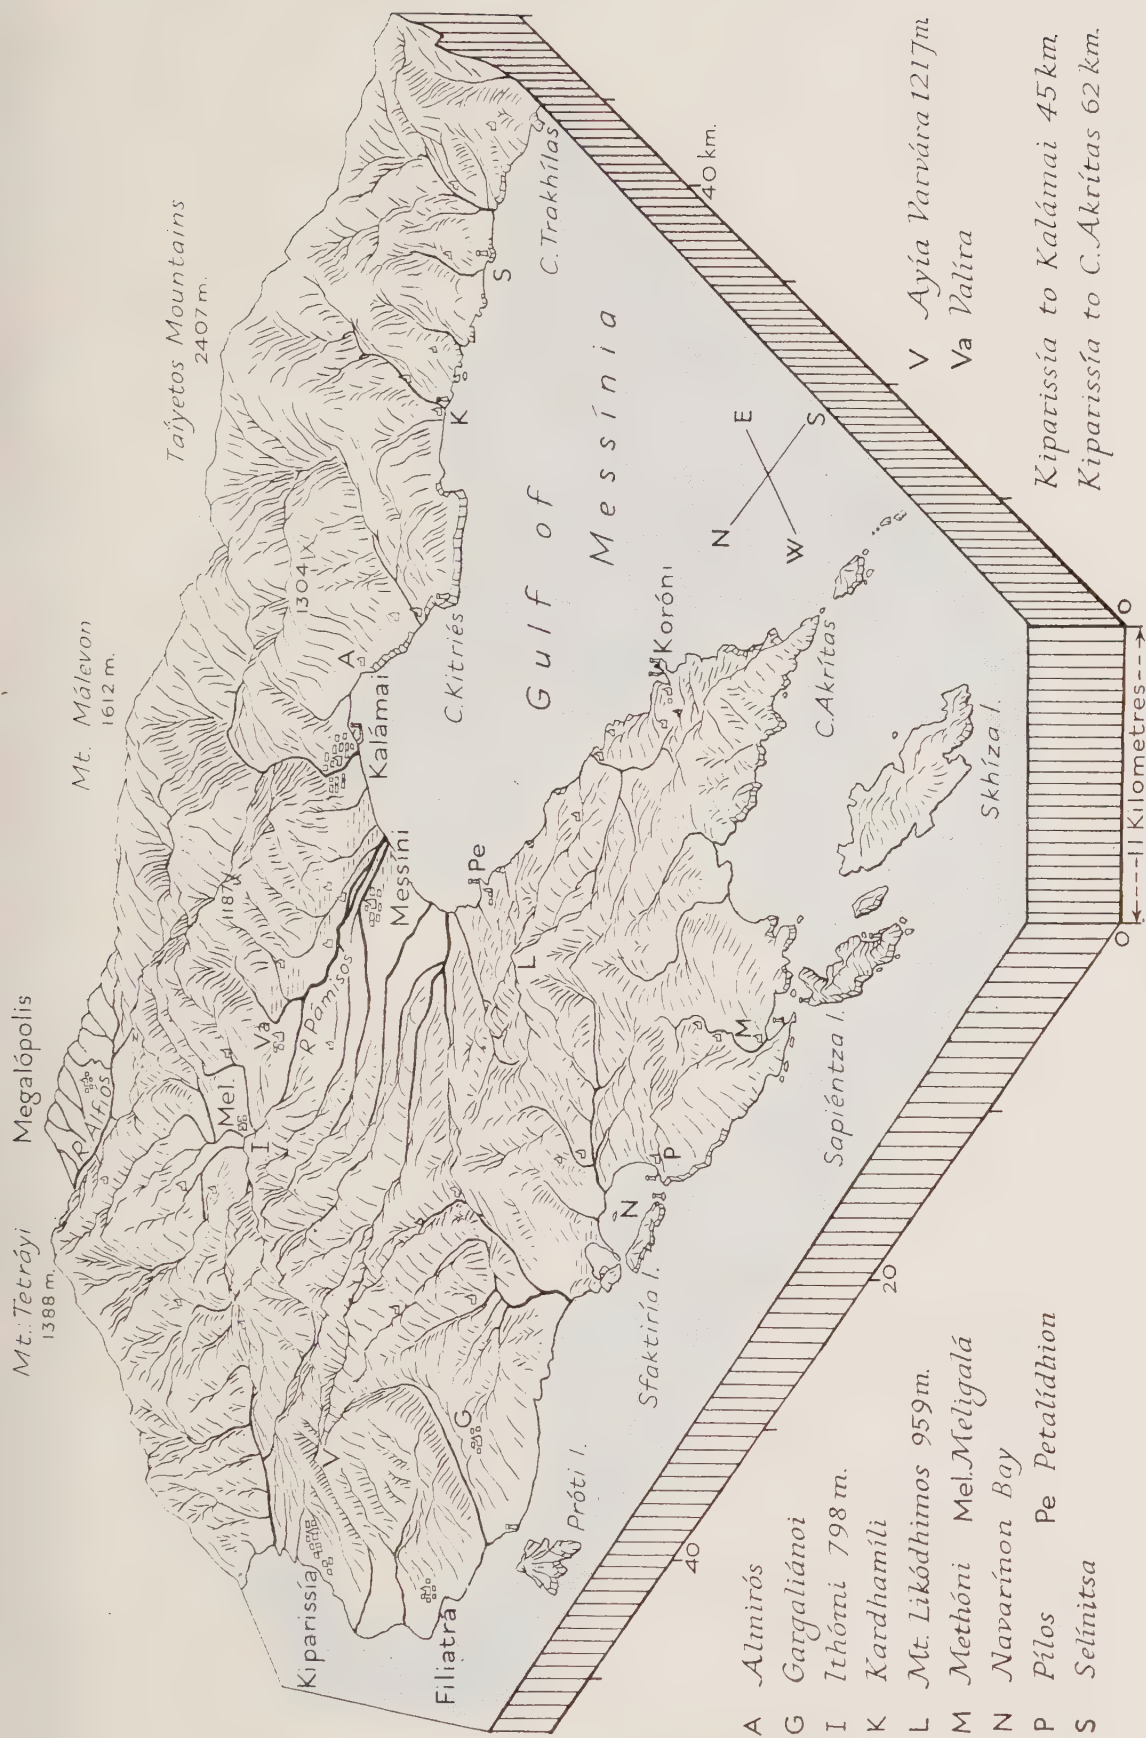 Mt. Tetráyi
1388 m.
Megalópolis
Mt. Málevon
1612 m.
Taíyetos Mountains
2407 m.
R. Alfiós
Mel.
Va
I
R. Pámisos
1187
1304
A
Kalámai
Messíni
Pe
C. Kitriés
K
S
C. Trakhílas
Gulf of
Messínia
Kiparissía
V
Filiatrá
G
Próti I.
Sfaktiría I.
N
P
L
M
Koróni
C. Akrítas
Sapiéntza I.
Skhíza I.
N
E
W
S
40
20
0
11 Kilometres
0
40 km.
A Almirós
G Gargaliánoi
I Ithómi 798 m.
K Kardhamíli
L Mt. Likódhimos 959 m.
M Methóni Mel. Meligalá
N Navarínon Bay
P Pílos Pe Petalídhion
S Selínitsa
V Ayía Varvára 1217 m
Va Valíra
Kiparissía to Kalámai 45 km.
Kiparissía to C. Akrítas 62 km.